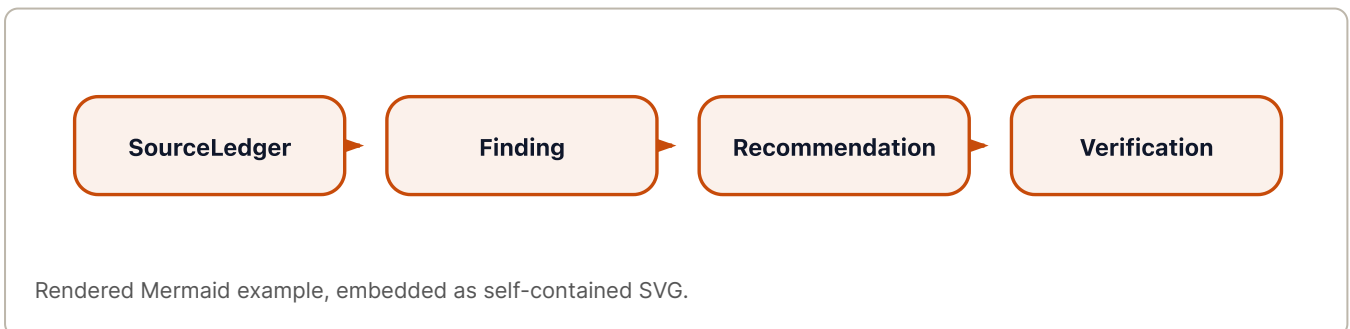 SourceLedger Finding Recommendation Verification
Rendered Mermaid example, embedded as self-contained SVG.